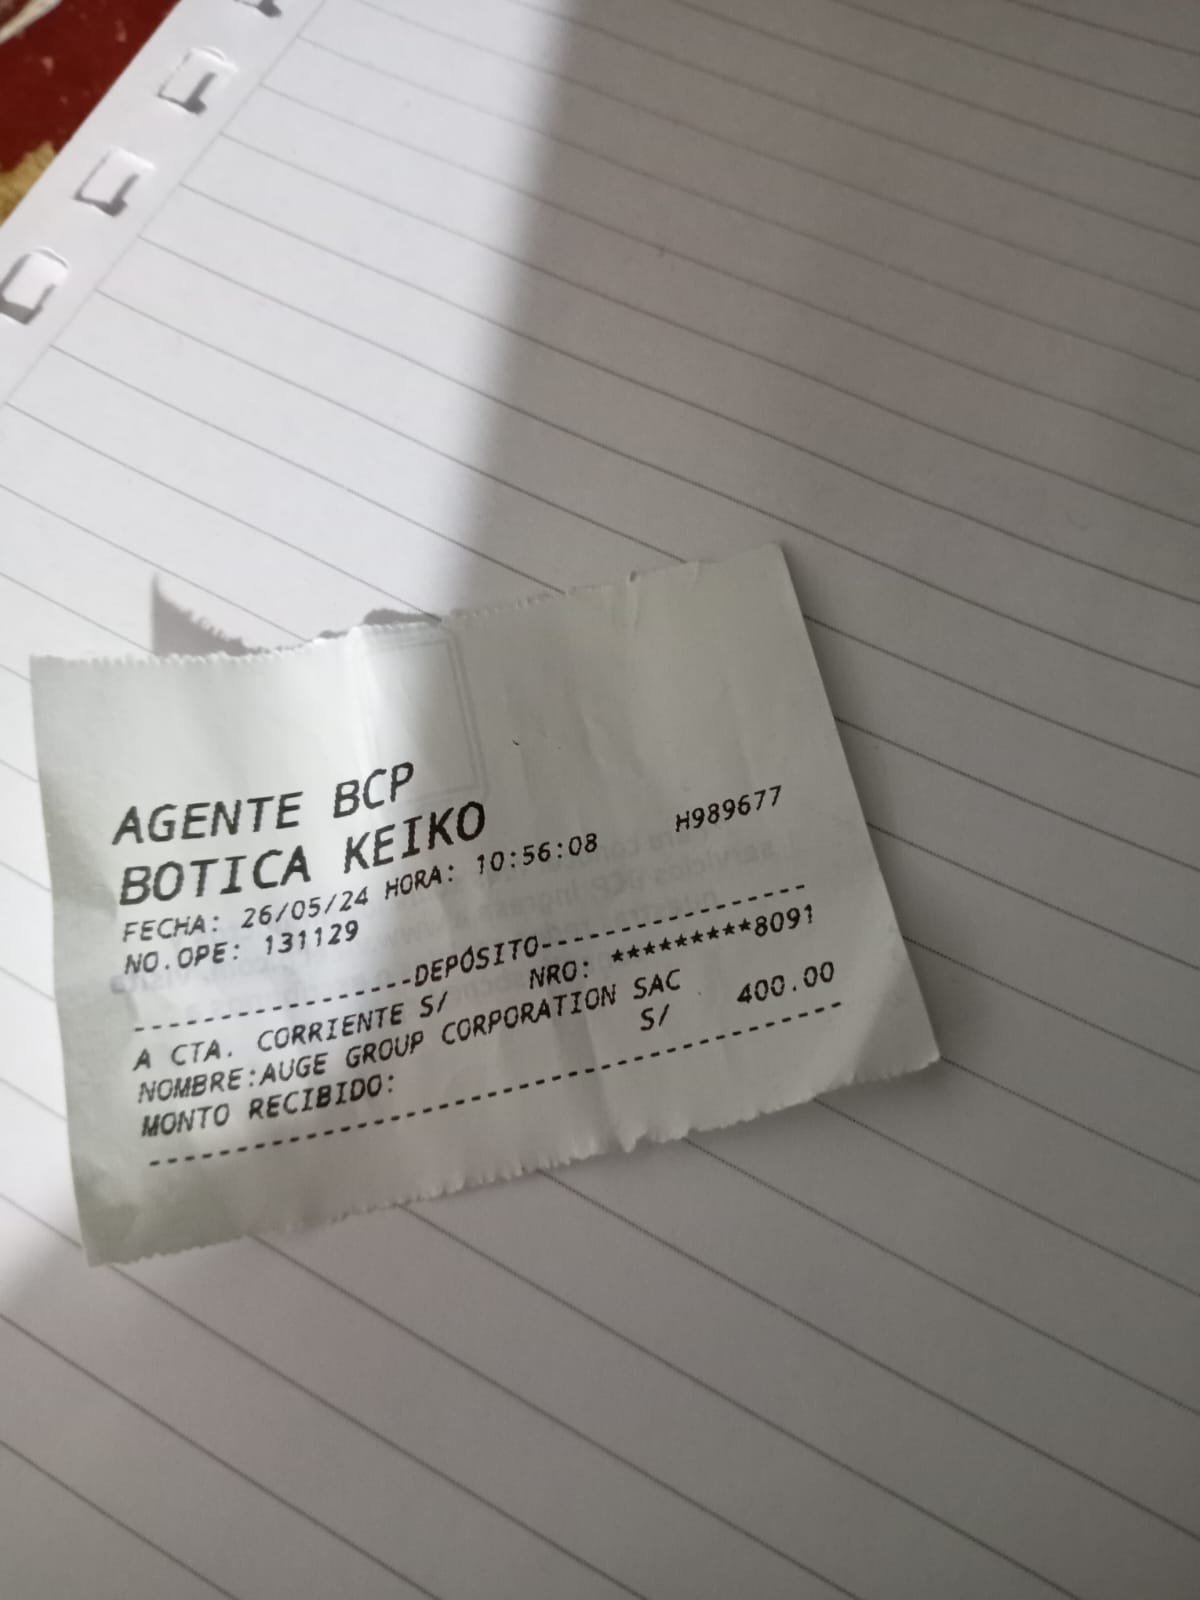 AGENTE BCP
BOTICA KEIKO
FECHA: 26/05/24 HORA: 10:56:08 H989677
NO.OPE: 131129
-----------------DEPÓSITO-----------------
A CTA. CORRIENTE S/ NRO: *********8091
NOMBRE:AUGE GROUP CORPORATION SAC
MONTO RECIBIDO: S/ 400.00
------------------------------------------